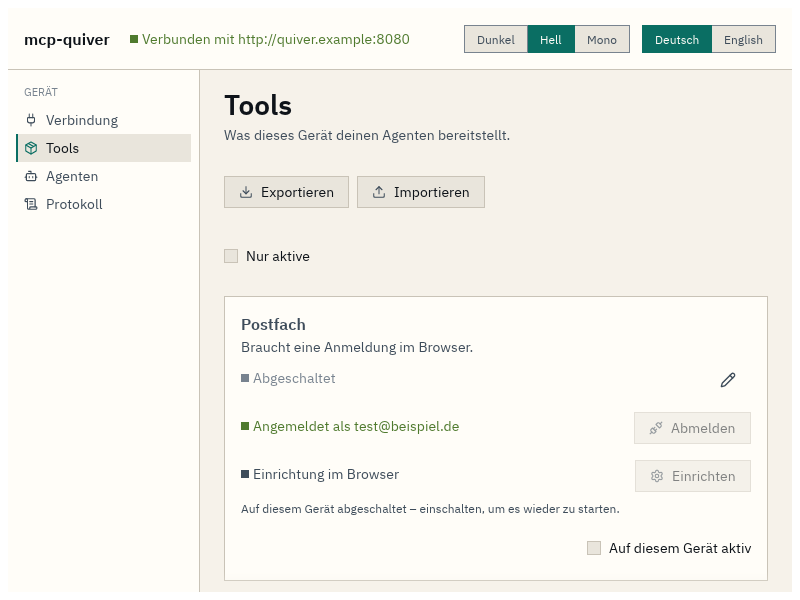 mcp-quiver
Verbunden mit http://quiver.example:8080
Dunkel Hell Mono
Deutsch English
GERÄT
Verbindung
Tools
Agenten
Protokoll
Tools
Was dieses Gerät deinen Agenten bereitstellt.
Exportieren Importieren
Nur aktive
Postfach
Braucht eine Anmeldung im Browser.
Abgeschaltet
Angemeldet als test@beispiel.de
Abmelden
Einrichtung im Browser
Einrichten
Auf diesem Gerät abgeschaltet – einschalten, um es wieder zu starten.
Auf diesem Gerät aktiv